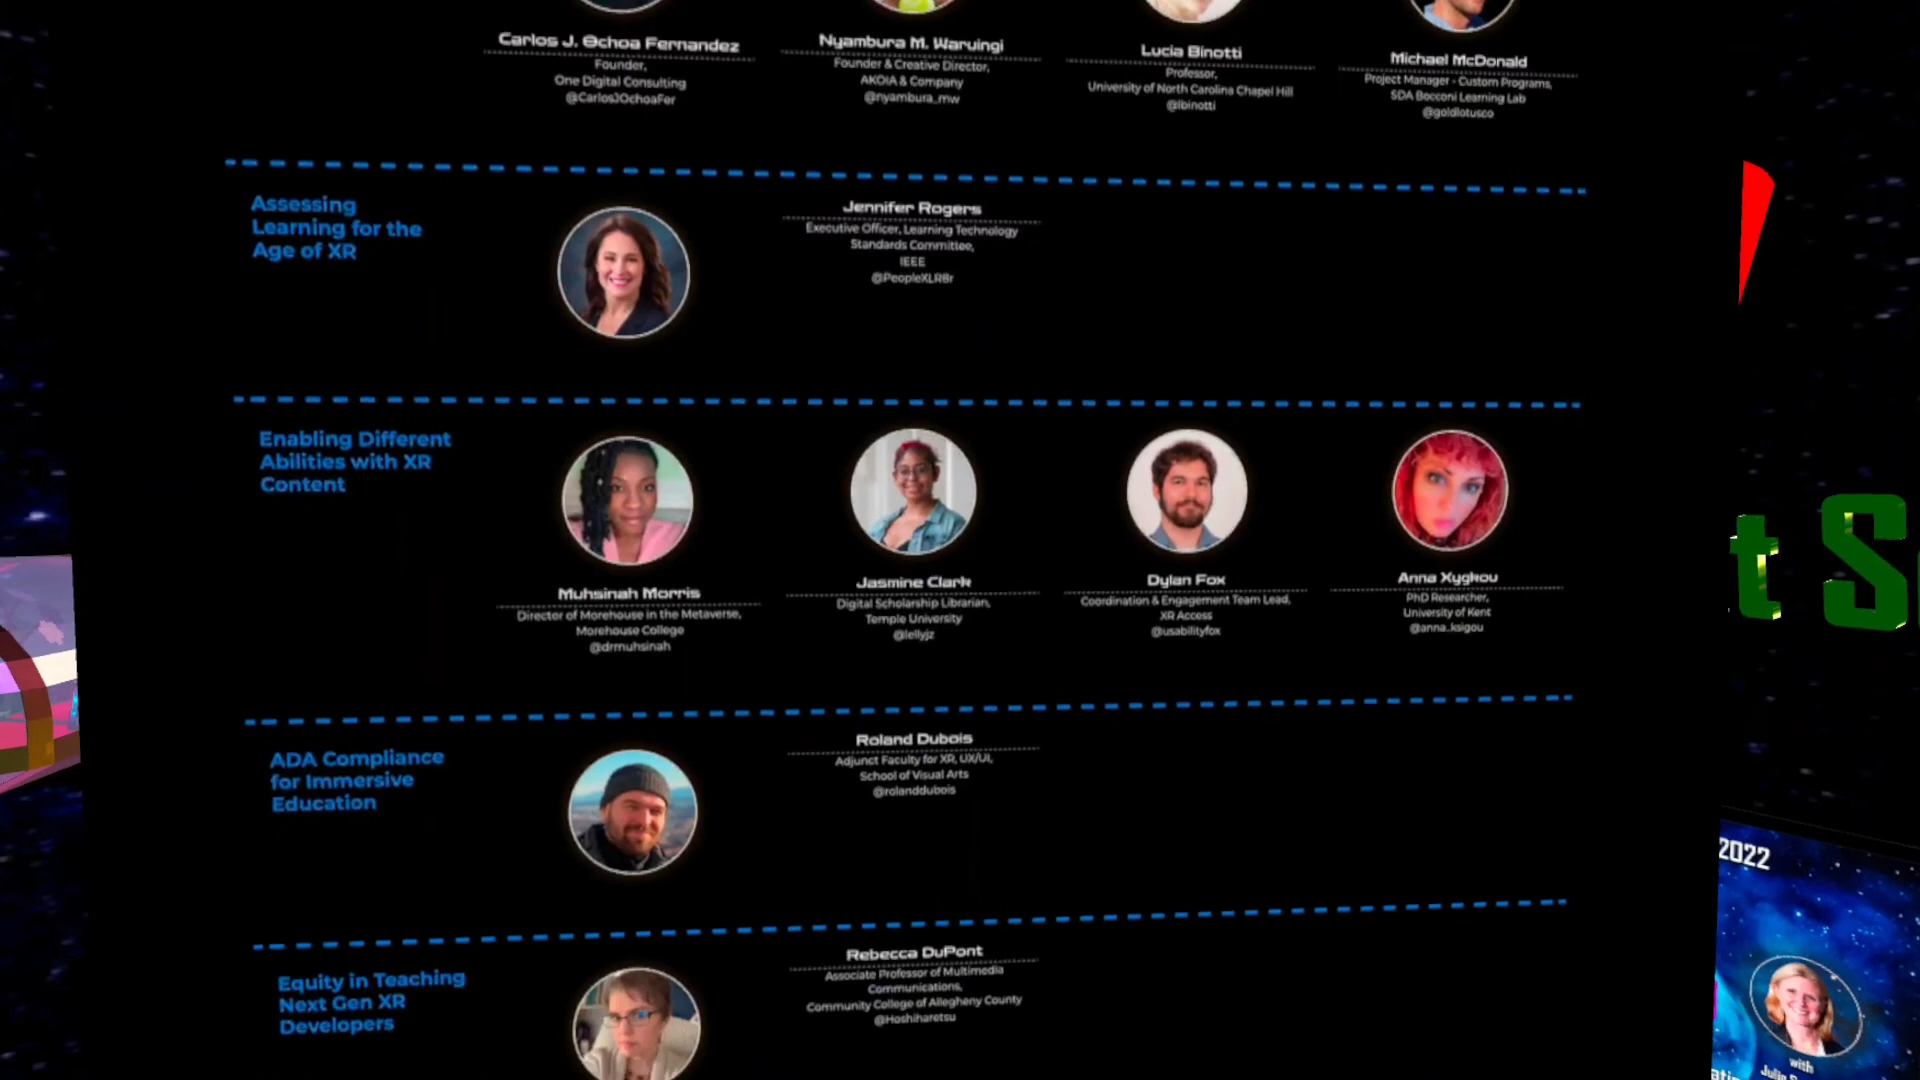 Carlos J. Ochoa Fernandez
Founder,
One Digital Consulting
@CarlosJOchoaFer
Nyambura M. Waruingi
Founder & Creative Director,
AKOIA & Company
@nyambura_mw
Lucia Binotti
Professor,
University of North Carolina Chapel Hill
@lbinotti
Michael McDonald
Project Manager - Custom Programs,
SDA Bocconi Learning Lab
@goldlotusco
Assessing
Learning for the
Age of XR
Jennifer Rogers
Executive Officer, Learning Technology
Standards Committee,
IEEE
@PeopleXLR8r
Enabling Different
Abilities with XR
Content
Muhsinah Morris
Director of Morehouse in the Metaverse,
Morehouse College
@drmuhsinah
Jasmine Clark
Digital Scholarship Librarian,
Temple University
@lellyjz
Dylan Fox
Coordination & Engagement Team Lead,
XR Access
@usabilityfox
Anna Xygkou
PhD Researcher,
University of Kent
@anna_ksigou
t S
ADA Compliance
for Immersive
Education
Roland Dubois
Adjunct Faculty for XR, UX/UI,
School of Visual Arts
@rolanddubois
Equity in Teaching
Next Gen XR
Developers
Rebecca DuPont
Associate Professor of Multimedia
Communications,
Community College of Allegheny County
@Hoshiharetsu
2022
with